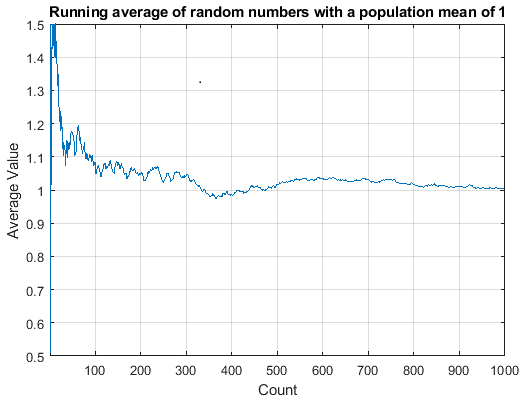 Running average of random numbers with a population mean of 1
1.5
1.4
1.3
1.2
1.1
1
0.9
0.8
0.7
0.6
0.5
Average Value
100 200 300 400 500 600 700 800 900 1000
Count